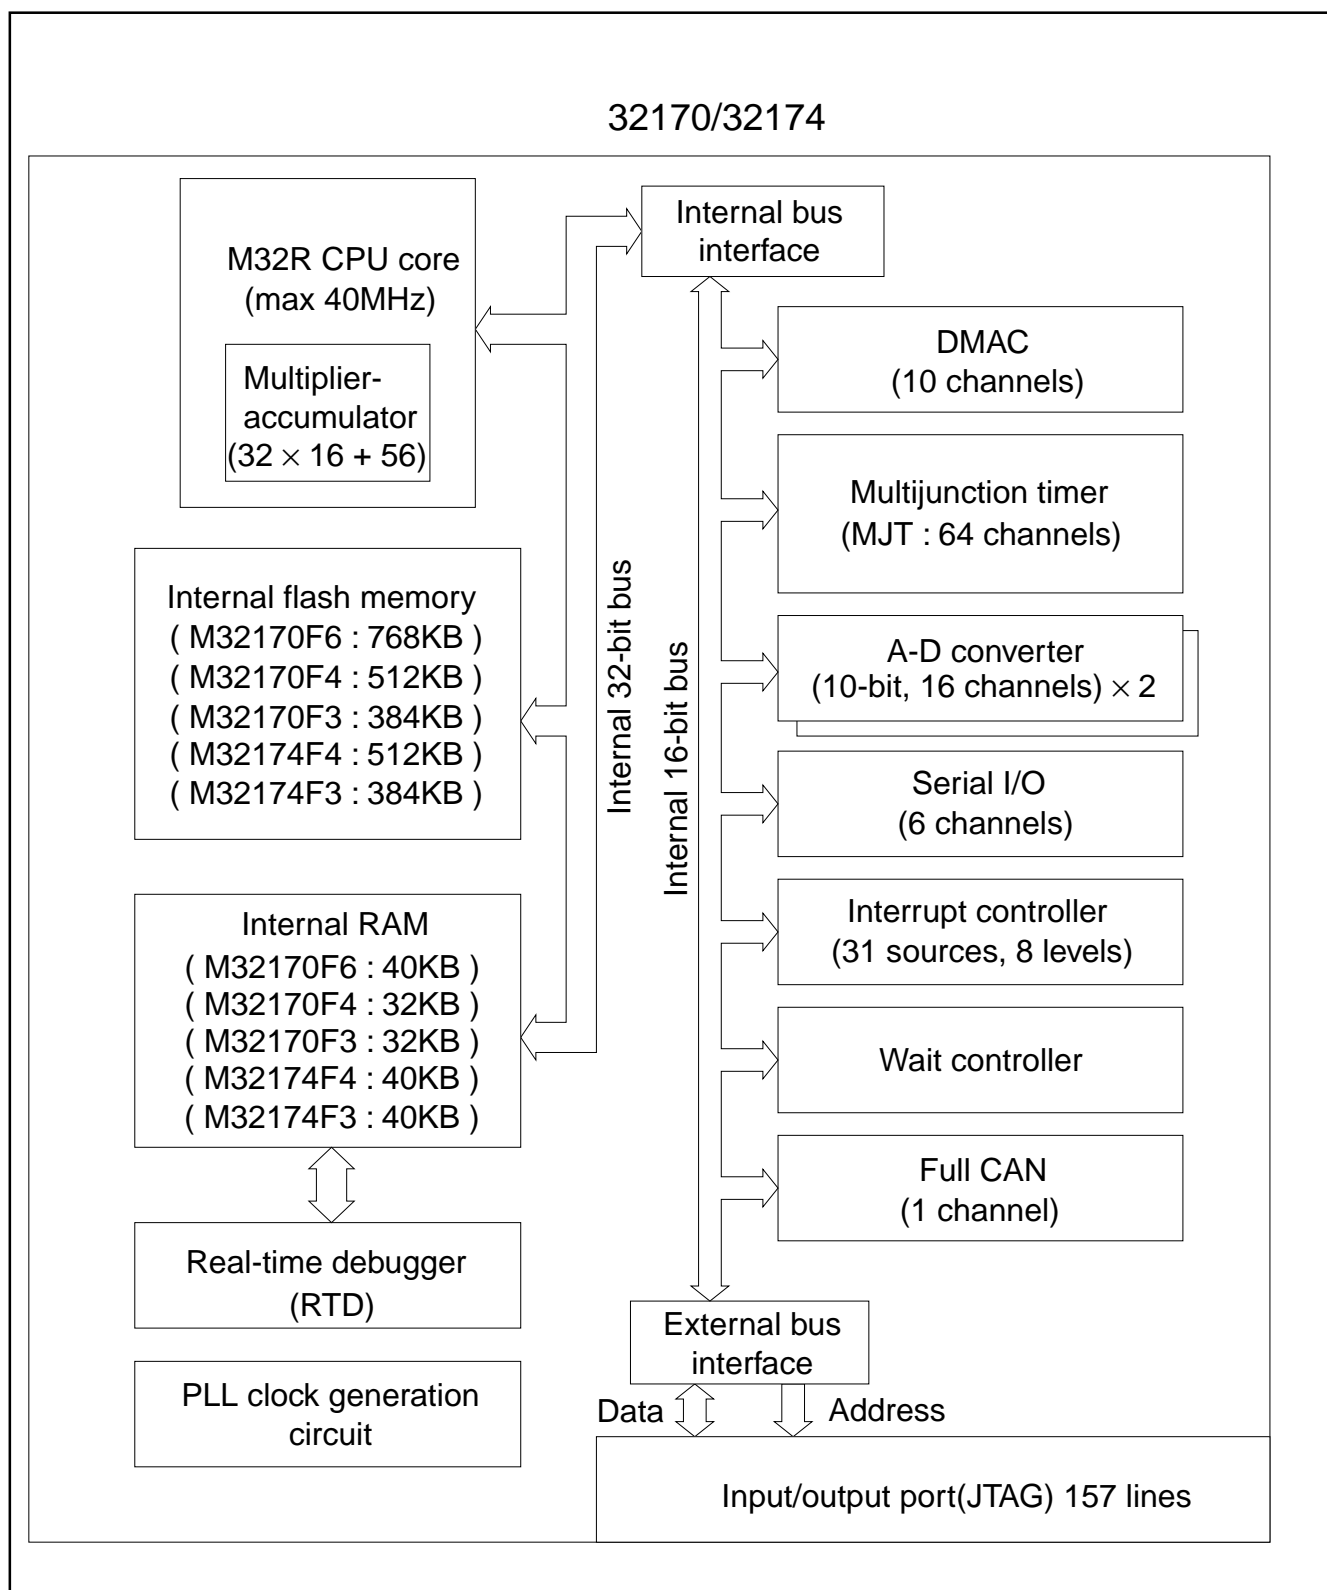 32170/32174
M32R CPU core
(max 40MHz)
Multiplier-
accumulator
(32 × 16 + 56)
Internal flash memory
( M32170F6 : 768KB )
( M32170F4 : 512KB )
( M32170F3 : 384KB )
( M32174F4 : 512KB )
( M32174F3 : 384KB )
Internal RAM
( M32170F6 : 40KB )
( M32170F4 : 32KB )
( M32170F3 : 32KB )
( M32174F4 : 40KB )
( M32174F3 : 40KB )
Real-time debugger
(RTD)
PLL clock generation
circuit
Internal 32-bit bus
Internal 16-bit bus
Internal bus
interface
DMAC
(10 channels)
Multijunction timer
(MJT : 64 channels)
A-D converter
(10-bit, 16 channels) × 2
Serial I/O
(6 channels)
Interrupt controller
(31 sources, 8 levels)
Wait controller
Full CAN
(1 channel)
External bus
interface
Data
Address
Input/output port(JTAG) 157 lines